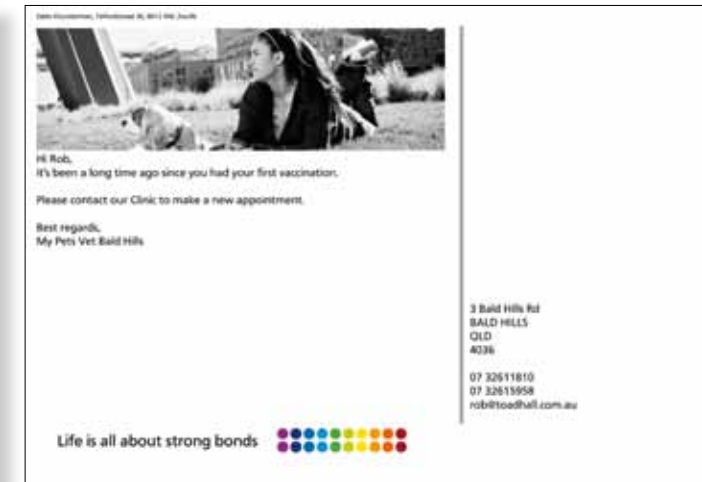 Hi Rob,
it's been a long time ago since you had your first vaccination.
Please contact our Clinic to make a new appointment.
Best regards,
My Pets Vet Bald Hills
3 Bald Hills Rd
BALD HILLS
QLD
4036
07 32611810
07 32615958
rob@toadhall.com.au
Life is all about strong bonds